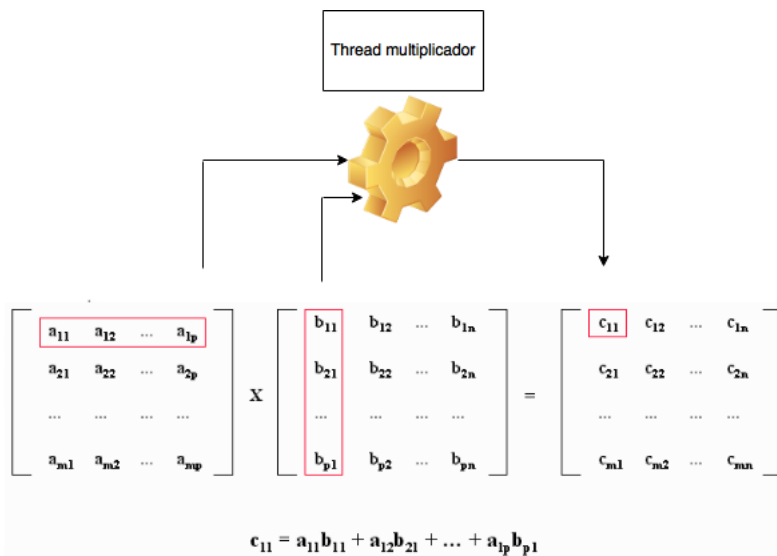 Thread multiplicador
a₁₁ a₁₂ ... a₁ₚ b₁₁ b₁₂ ... b₁ₙ c₁₁ c₁₂ ... c₁ₙ
a₂₁ a₂₂ ... a₂ₚ b₂₁ b₂₂ ... b₂ₙ c₂₁ c₂₂ ... c₂ₙ
X =
... ... ... ... ... ... ... ... ... ... ... ...
aₘ₁ aₘ₂ ... aₘₚ bₚ₁ bₚ₂ ... bₚₙ cₘ₁ cₘ₂ ... cₘₙ
c₁₁ = a₁₁b₁₁ + a₁₂b₂₁ + ... + a₁ₚbₚ₁